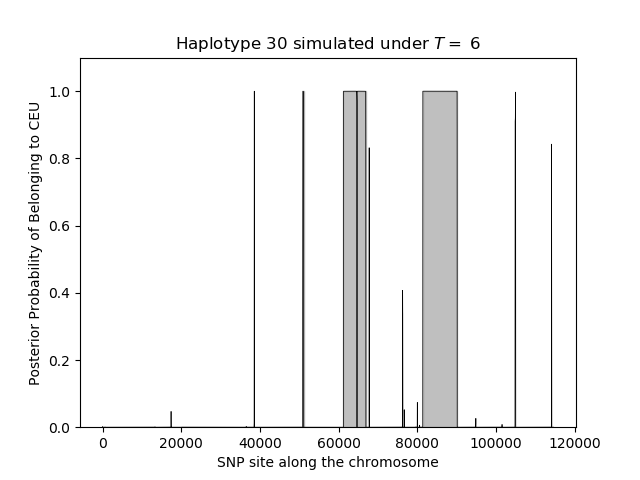 Haplotype 30 simulated under T = 6
Posterior Probability of Belonging to CEU
1.0
0.8
0.6
0.4
0.2
0.0
0 20000 40000 60000 80000 100000 120000
SNP site along the chromosome